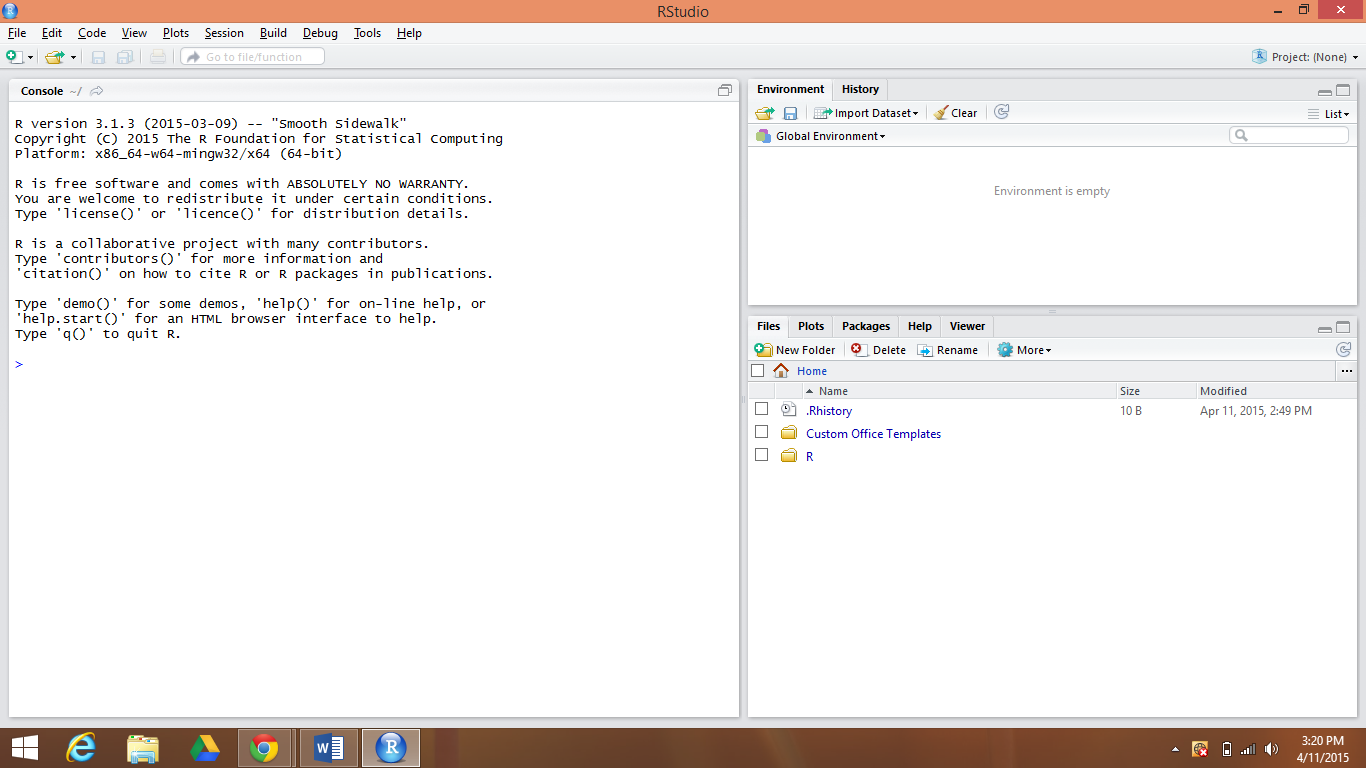 RStudio
File Edit Code View Plots Session Build Debug Tools Help
Go to file/function
Project: (None)
Console ~/
R version 3.1.3 (2015-03-09) -- "Smooth Sidewalk"
Copyright (C) 2015 The R Foundation for Statistical Computing
Platform: x86_64-w64-mingw32/x64 (64-bit)
R is free software and comes with ABSOLUTELY NO WARRANTY.
You are welcome to redistribute it under certain conditions.
Type 'license()' or 'licence()' for distribution details.
R is a collaborative project with many contributors.
Type 'contributors()' for more information and
'citation()' on how to cite R or R packages in publications.
Type 'demo()' for some demos, 'help()' for on-line help, or
'help.start()' for an HTML browser interface to help.
Type 'q()' to quit R.
>
Environment History
Import Dataset Clear List
Global Environment
Environment is empty
Files Plots Packages Help Viewer
New Folder Delete Rename More
Home ...
Name Size Modified
.Rhistory 10 B Apr 11, 2015, 2:49 PM
Custom Office Templates
R
3:20 PM
4/11/2015